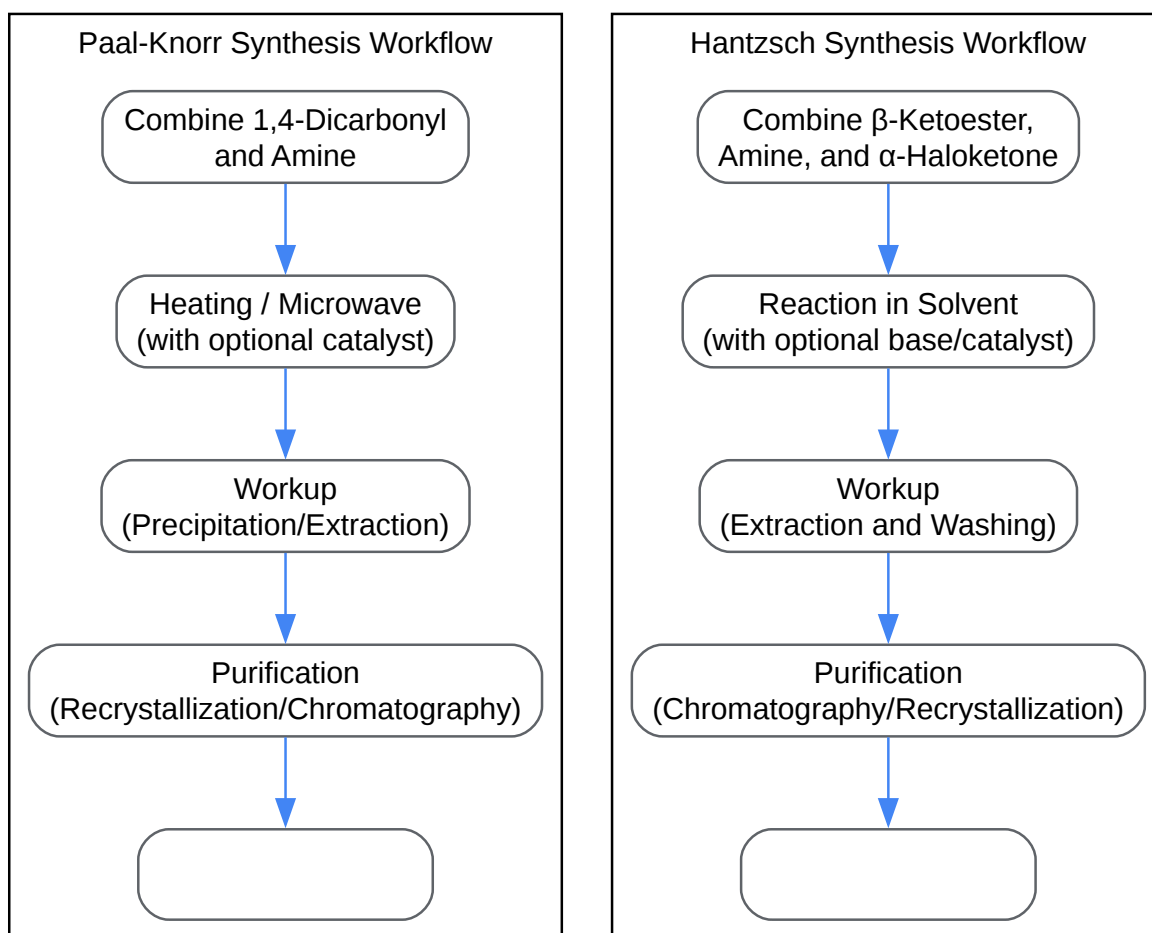 Paal-Knorr Synthesis Workflow
Combine 1,4-Dicarbonyl
and Amine
Heating / Microwave
(with optional catalyst)
Workup
(Precipitation/Extraction)
Purification
(Recrystallization/Chromatography)
Hantzsch Synthesis Workflow
Combine β-Ketoester,
Amine, and α-Haloketone
Reaction in Solvent
(with optional base/catalyst)
Workup
(Extraction and Washing)
Purification
(Chromatography/Recrystallization)